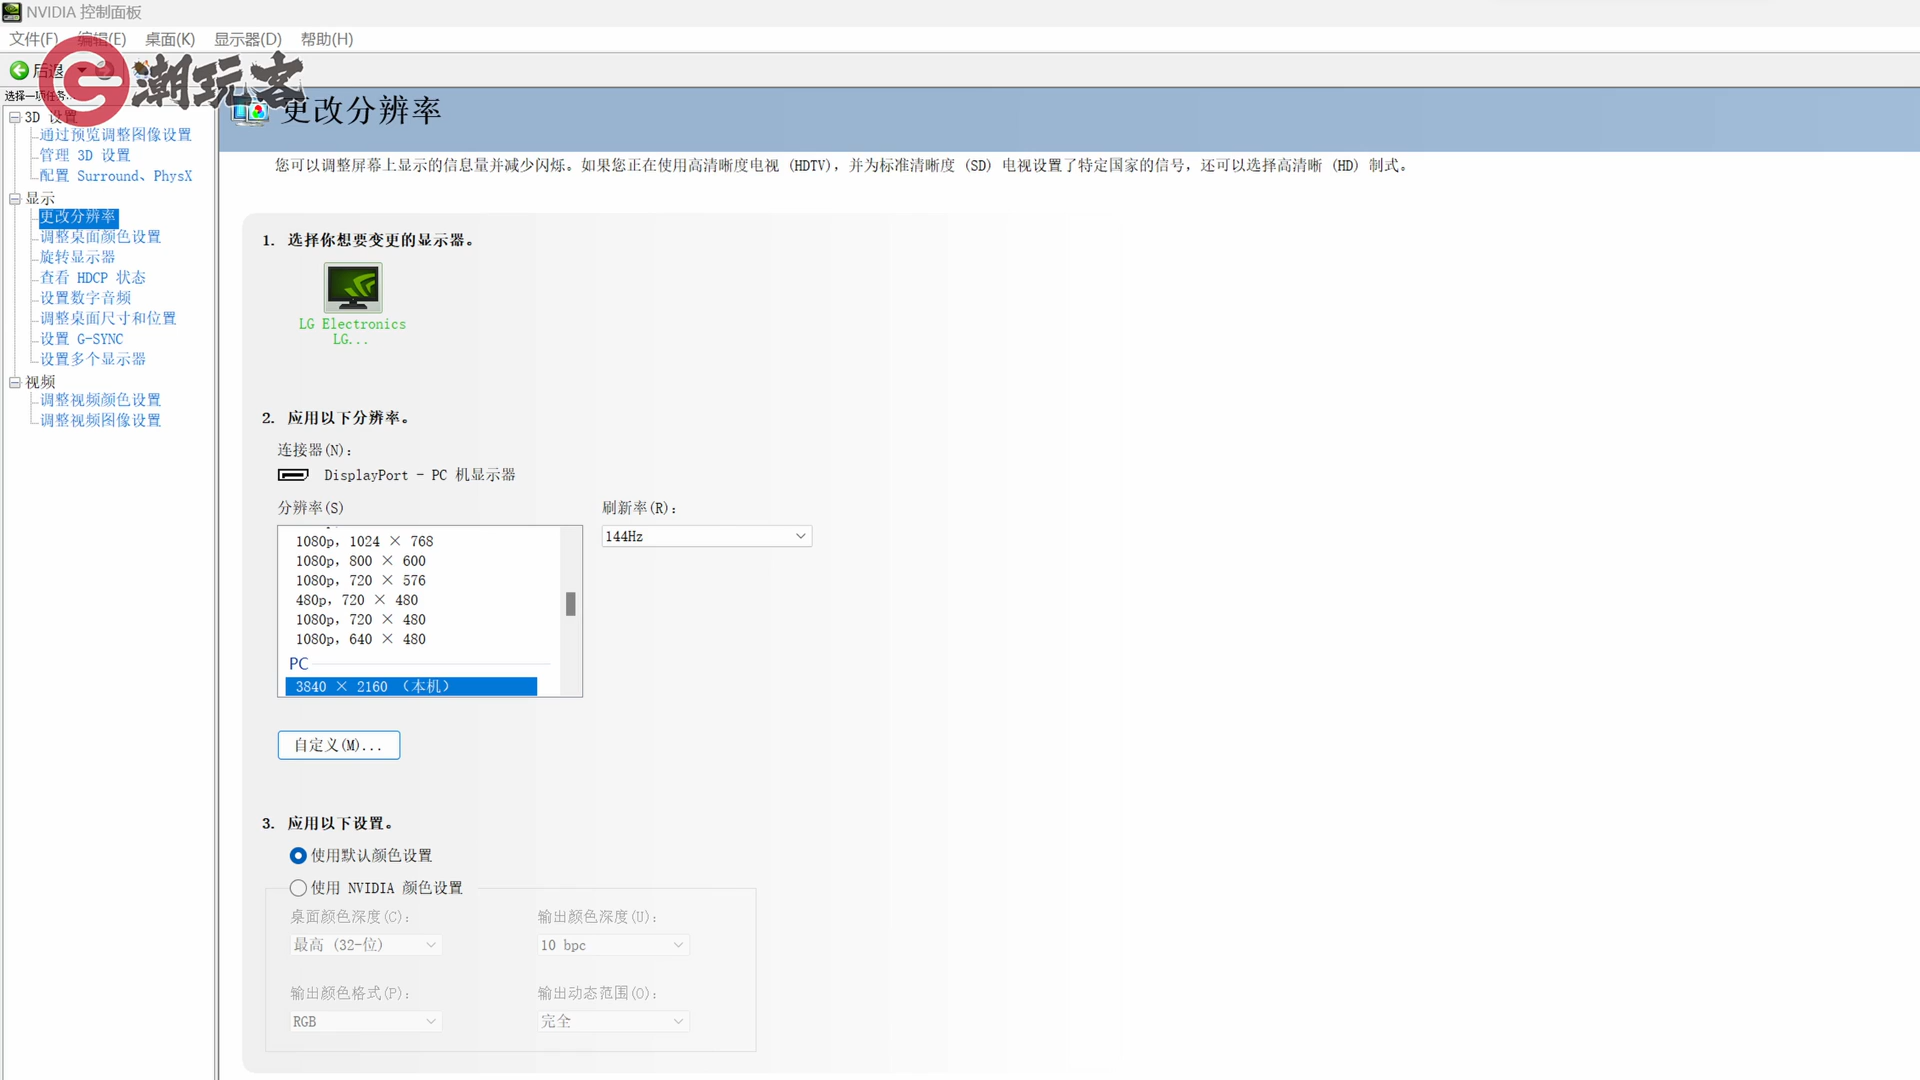 NVIDIA 控制面板
文件(F) 编辑(E) 桌面(K) 显示器(D) 帮助(H)
后退
潮玩客
选择一项任务...
3D 设置
通过预览调整图像设置
管理 3D 设置
配置 Surround、PhysX
显示
更改分辨率
调整桌面颜色设置
旋转显示器
查看 HDCP 状态
设置数字音频
调整桌面尺寸和位置
设置 G-SYNC
设置多个显示器
视频
调整视频颜色设置
调整视频图像设置
更改分辨率
您可以调整屏幕上显示的信息量并减少闪烁。如果您正在使用高清晰度电视 (HDTV)，并为标准清晰度 (SD) 电视设置了特定国家的信号，还可以选择高清晰 (HD) 制式。
1. 选择你想要变更的显示器。
LG Electronics
LG...
2. 应用以下分辨率。
连接器(N):
DisplayPort - PC 机显示器
分辨率(S)
刷新率(R):
144Hz
1080p, 1024 × 768
1080p, 800 × 600
1080p, 720 × 576
480p, 720 × 480
1080p, 720 × 480
1080p, 640 × 480
PC
3840 × 2160 （本机）
自定义(M)...
3. 应用以下设置。
使用默认颜色设置
使用 NVIDIA 颜色设置
桌面颜色深度(C):
输出颜色深度(U):
最高 (32-位)
10 bpc
输出颜色格式(P):
输出动态范围(O):
RGB
完全